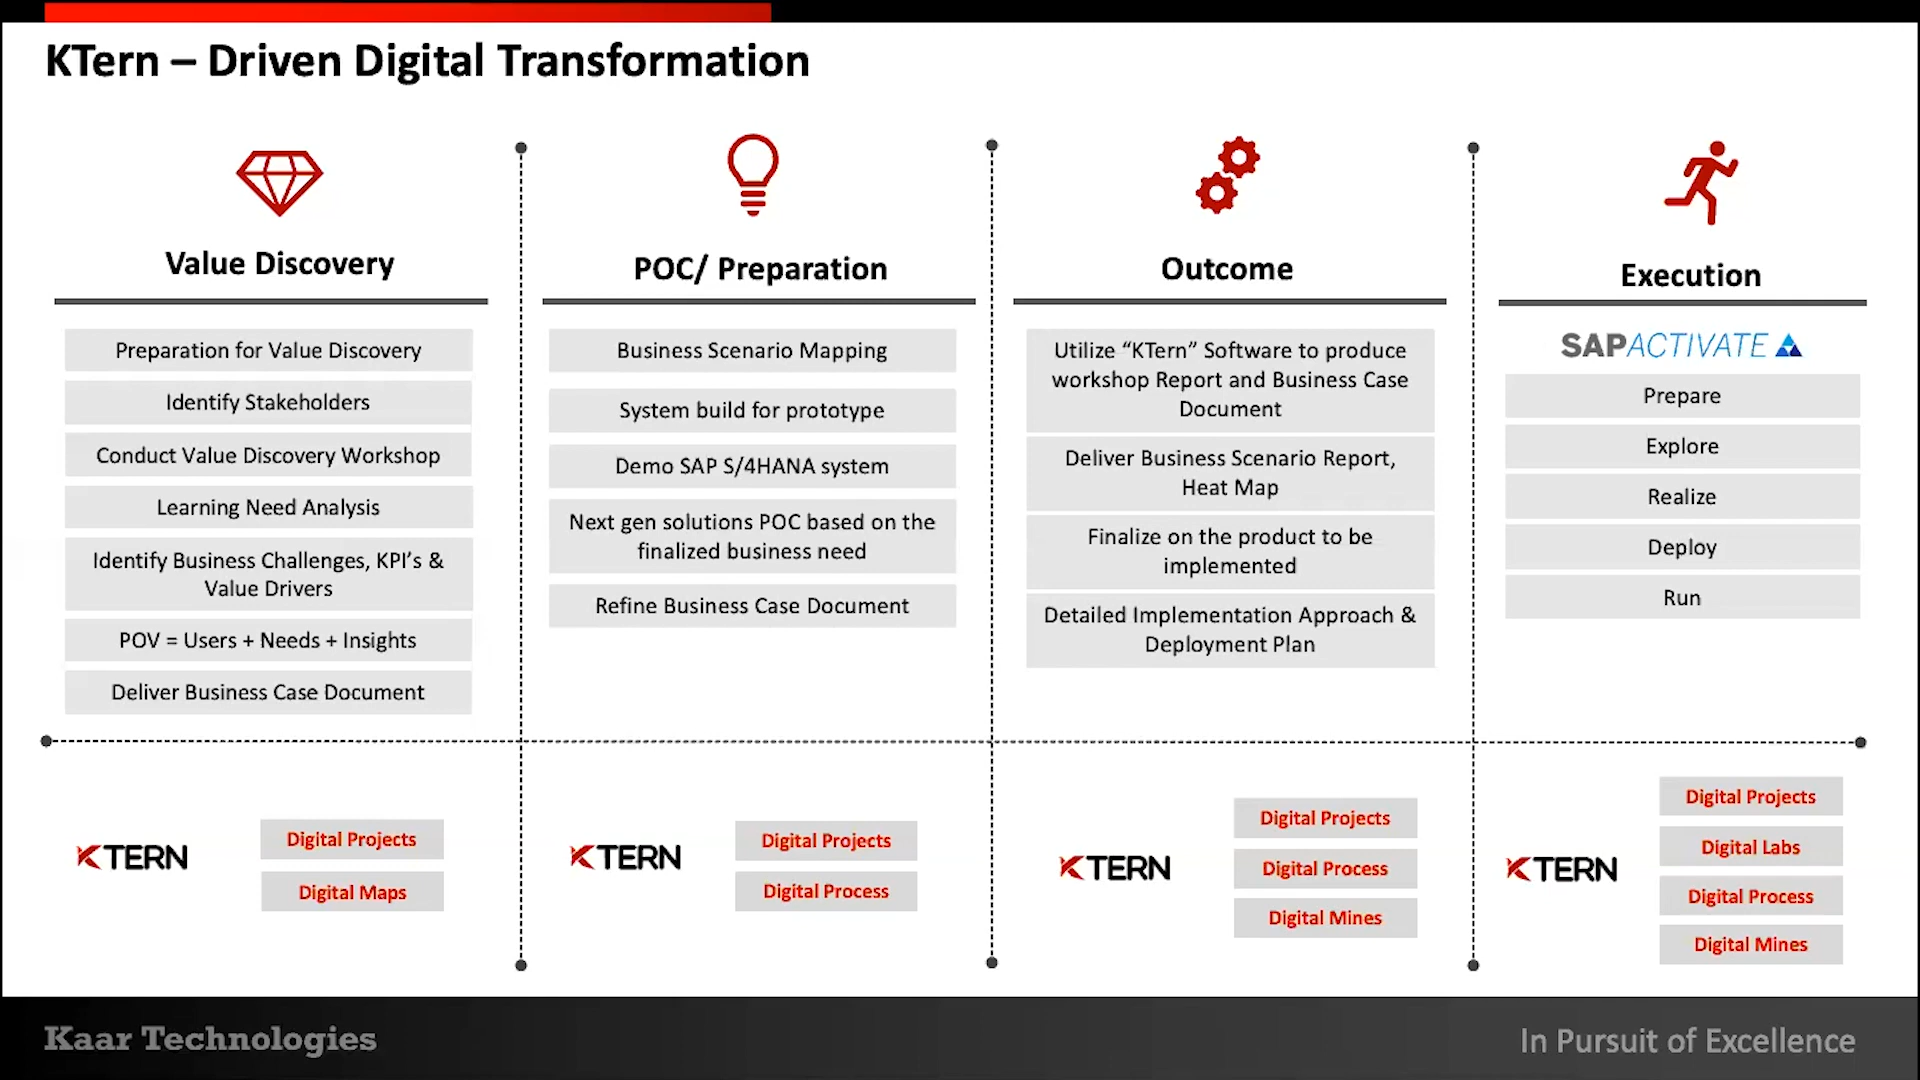 KTern – Driven Digital Transformation
Value Discovery
Preparation for Value Discovery
Identify Stakeholders
Conduct Value Discovery Workshop
Learning Need Analysis
Identify Business Challenges, KPI’s &
Value Drivers
POV = Users + Needs + Insights
Deliver Business Case Document
POC/ Preparation
Business Scenario Mapping
System build for prototype
Demo SAP S/4HANA system
Next gen solutions POC based on the
finalized business need
Refine Business Case Document
Outcome
Utilize “KTern” Software to produce
workshop Report and Business Case
Document
Deliver Business Scenario Report,
Heat Map
Finalize on the product to be
implemented
Detailed Implementation Approach &
Deployment Plan
Execution
SAP ACTIVATE
Prepare
Explore
Realize
Deploy
Run
KTERN
Digital Projects
Digital Maps
KTERN
Digital Projects
Digital Process
KTERN
Digital Projects
Digital Process
Digital Mines
KTERN
Digital Projects
Digital Labs
Digital Process
Digital Mines
Kaar Technologies
In Pursuit of Excellence